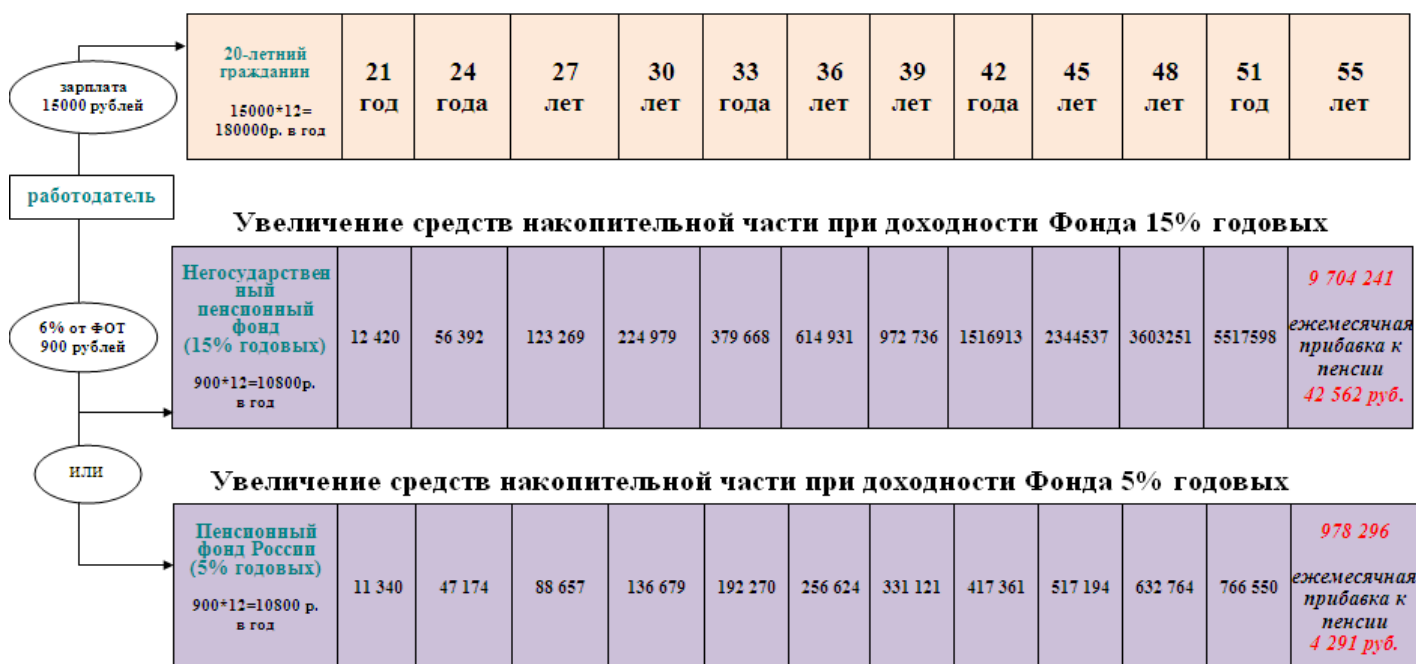 зарплата
15000 рублей
20-летний
гражданин
15000*12=
180000р. в год
21
год
24
года
27
лет
30
лет
33
года
36
лет
39
лет
42
года
45
лет
48
лет
51
год
55
лет
работодатель
Увеличение средств накопительной части при доходности Фонда 15% годовых
6% от ФОТ
900 рублей
Негосударствен
ный
пенсионный
фонд
(15% годовых)
900*12=10800р.
в год
12 420
56 392
123 269
224 979
379 668
614 931
972 736
1516913
2344537
3603251
5517598
9 704 241
ежемесячная
прибавка к
пенсии
42 562 руб.
или
Увеличение средств накопительной части при доходности Фонда 5% годовых
Пенсионный
фонд России
(5% годовых)
900*12=10800 р.
в год
11 340
47 174
88 657
136 679
192 270
256 624
331 121
417 361
517 194
632 764
766 550
978 296
ежемесячная
прибавка к
пенсии
4 291 руб.